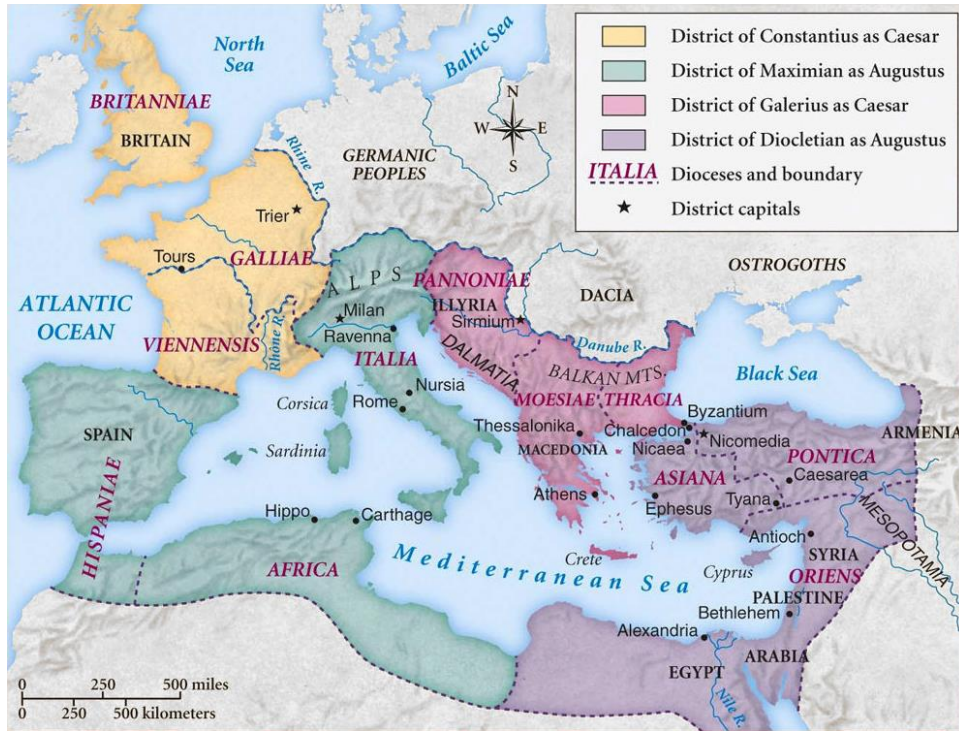 North
Sea
Baltic Sea
District of Constantius as Caesar
District of Maximian as Augustus
District of Galerius as Caesar
District of Diocletian as Augustus
ITALIA Dioceses and boundary
District capitals
N
W E
S
BRITANNIAE
BRITAIN
Rhine R.
GERMANIC
PEOPLES
Trier
Tours
GALLIAE
ATLANTIC
OCEAN
VIENNENSIS
Rhône R.
ALPS
Milan
Ravenna
ITALIA
PANNONIAE
ILLYRIA
Sirmium
DACIA
OSTROGOTHS
DALMATIA
Danube R.
BALKAN MTS.
Black Sea
MOESIAE
THRACIA
Corsica
Nursia
Rome
Sardinia
SPAIN
HISPANIAE
Thessalonika
MACEDONIA
Byzantium
Chalcedon
Nicomedia
Nicaea
ARMENIA
PONTICA
Caesarea
ASIANA
Athens
Ephesus
Tyana
MESOPOTAMIA
Hippo
Carthage
Antioch
SYRIA
AFRICA
Mediterranean Sea
Crete
Cyprus
ORIENS
PALESTINE
Bethlehem
Alexandria
EGYPT
ARABIA
Nile R.
0 250 500 miles
0 250 500 kilometers